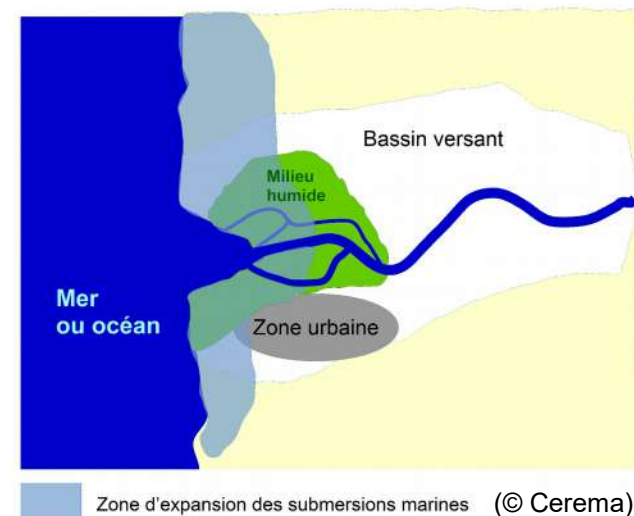 Bassin versant
Milieu
humide
Mer
ou océan
Zone urbaine
Zone d'expansion des submersions marines (© Cerema)